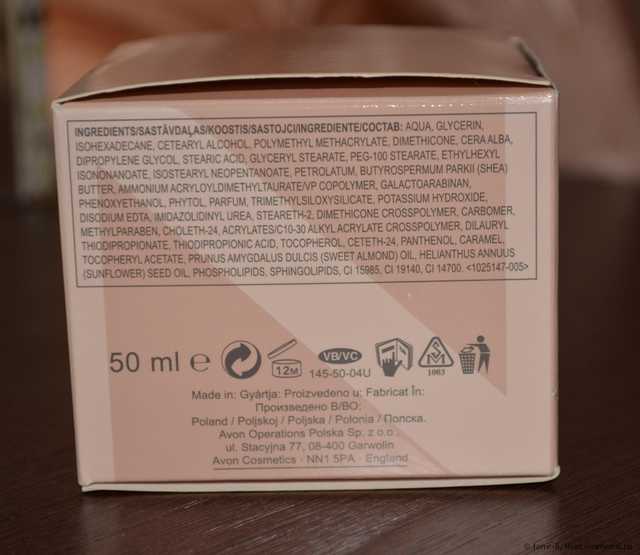 INGREDIENTS/SASTĀVDAĻAS/KOOSTIS/SASTOJCI/INGREDIENTE/СОСТАВ: AQUA, GLYCERIN,
ISOHEXADECANE, CETEARYL ALCOHOL, POLYMETHYL METHACRYLATE, DIMETHICONE, CERA ALBA,
DIPROPYLENE GLYCOL, STEARIC ACID, GLYCERYL STEARATE, PEG-100 STEARATE, ETHYLHEXYL
ISONONANOATE, ISOSTEARYL NEOPENTANOATE, PETROLATUM, BUTYROSPERMUM PARKII (SHEA)
BUTTER, AMMONIUM ACRYLOYLDIMETHYLTAURATE/VP COPOLYMER, GALACTOARABINAN,
PHENOXYETHANOL, PHYTOL, PARFUM, TRIMETHYLSILOXYSILICATE, POTASSIUM HYDROXIDE,
DISODIUM EDTA, IMIDAZOLIDINYL UREA, STEARETH-2, DIMETHICONE CROSSPOLYMER, CARBOMER,
METHYLPARABEN, CHOLETH-24, ACRYLATES/C10-30 ALKYL ACRYLATE CROSSPOLYMER, DILAURYL
THIODIPROPIONATE, THIODIPROPIONIC ACID, TOCOPHEROL, CETETH-24, PANTHENOL, CARAMEL,
TOCOPHERYL ACETATE, PRUNUS AMYGDALUS DULCIS (SWEET ALMOND) OIL, HELIANTHUS ANNUUS
(SUNFLOWER) SEED OIL, PHOSPHOLIPIDS, SPHINGOLIPIDS, CI 15985, CI 19140, CI 14700. <1025147-005>
50 ml e
12M
VB/VC
145-50-04U
1003
Made in: Gyártja: Proizvedeno u: Fabricat în:
Произведено В/ВО:
Poland / Poljskoj / Poljska / Polonia / Полска.
Avon Operations Polska Sp. z o.o.,
ul. Stacyjna 77, 08-400 Garwolin
Avon Cosmetics · NN1 5PA · England